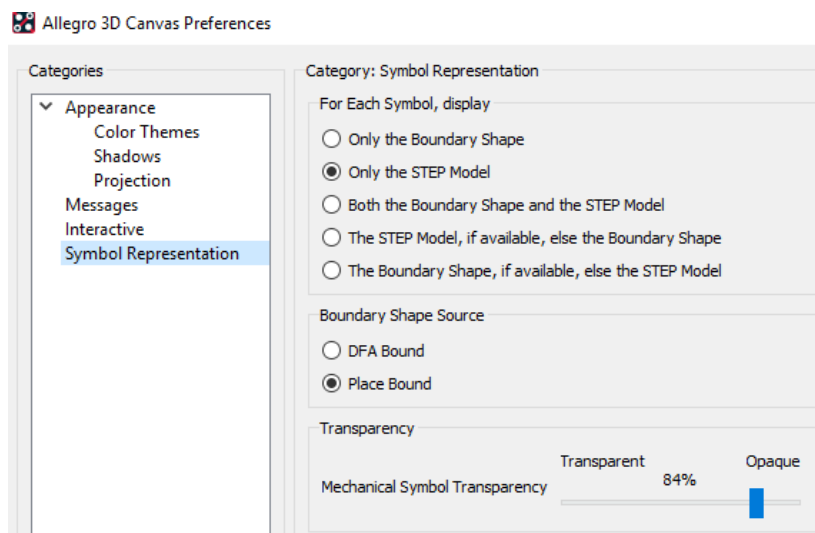 Allegro 3D Canvas Preferences
Categories
Appearance
Color Themes
Shadows
Projection
Messages
Interactive
Symbol Representation
Category: Symbol Representation
For Each Symbol, display
Only the Boundary Shape
Only the STEP Model
Both the Boundary Shape and the STEP Model
The STEP Model, if available, else the Boundary Shape
The Boundary Shape, if available, else the STEP Model
Boundary Shape Source
DFA Bound
Place Bound
Transparency
Transparent Opaque
84%
Mechanical Symbol Transparency